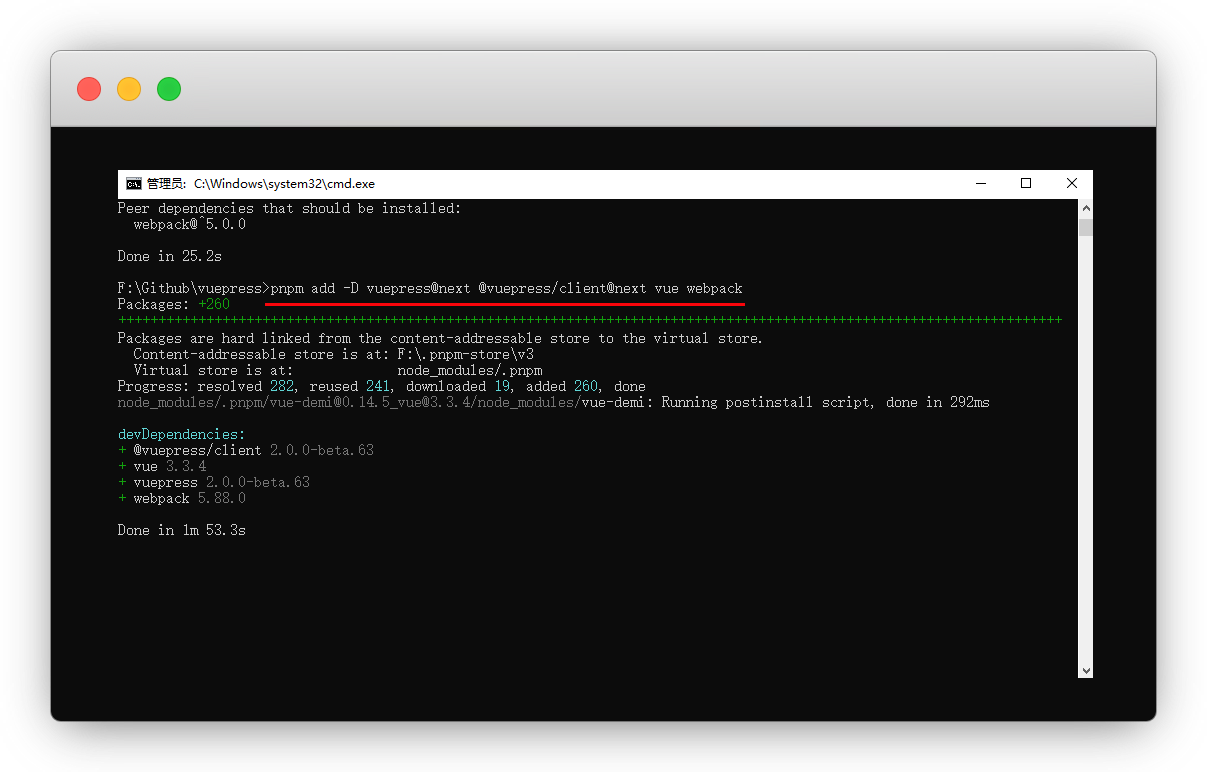 管理员: C:\Windows\system32\cmd.exe
Peer dependencies that should be installed:
  webpack@^5.0.0
Done in 25.2s
F:\Github\vuepress>pnpm add -D vuepress@next @vuepress/client@next vue webpack
Packages: +260
++++++++++++++++++++++++++++++++++++++++++++++++++++++++++++++++++++++++++++++++++++++++++++++++++++++++++++++++++++++
Packages are hard linked from the content-addressable store to the virtual store.
  Content-addressable store is at: F:\.pnpm-store\v3
  Virtual store is at:             node_modules/.pnpm
Progress: resolved 282, reused 241, downloaded 19, added 260, done
node_modules/.pnpm/vue-demi@0.14.5_vue@3.3.4/node_modules/vue-demi: Running postinstall script, done in 292ms
devDependencies:
+ @vuepress/client 2.0.0-beta.63
+ vue 3.3.4
+ vuepress 2.0.0-beta.63
+ webpack 5.88.0
Done in 1m 53.3s